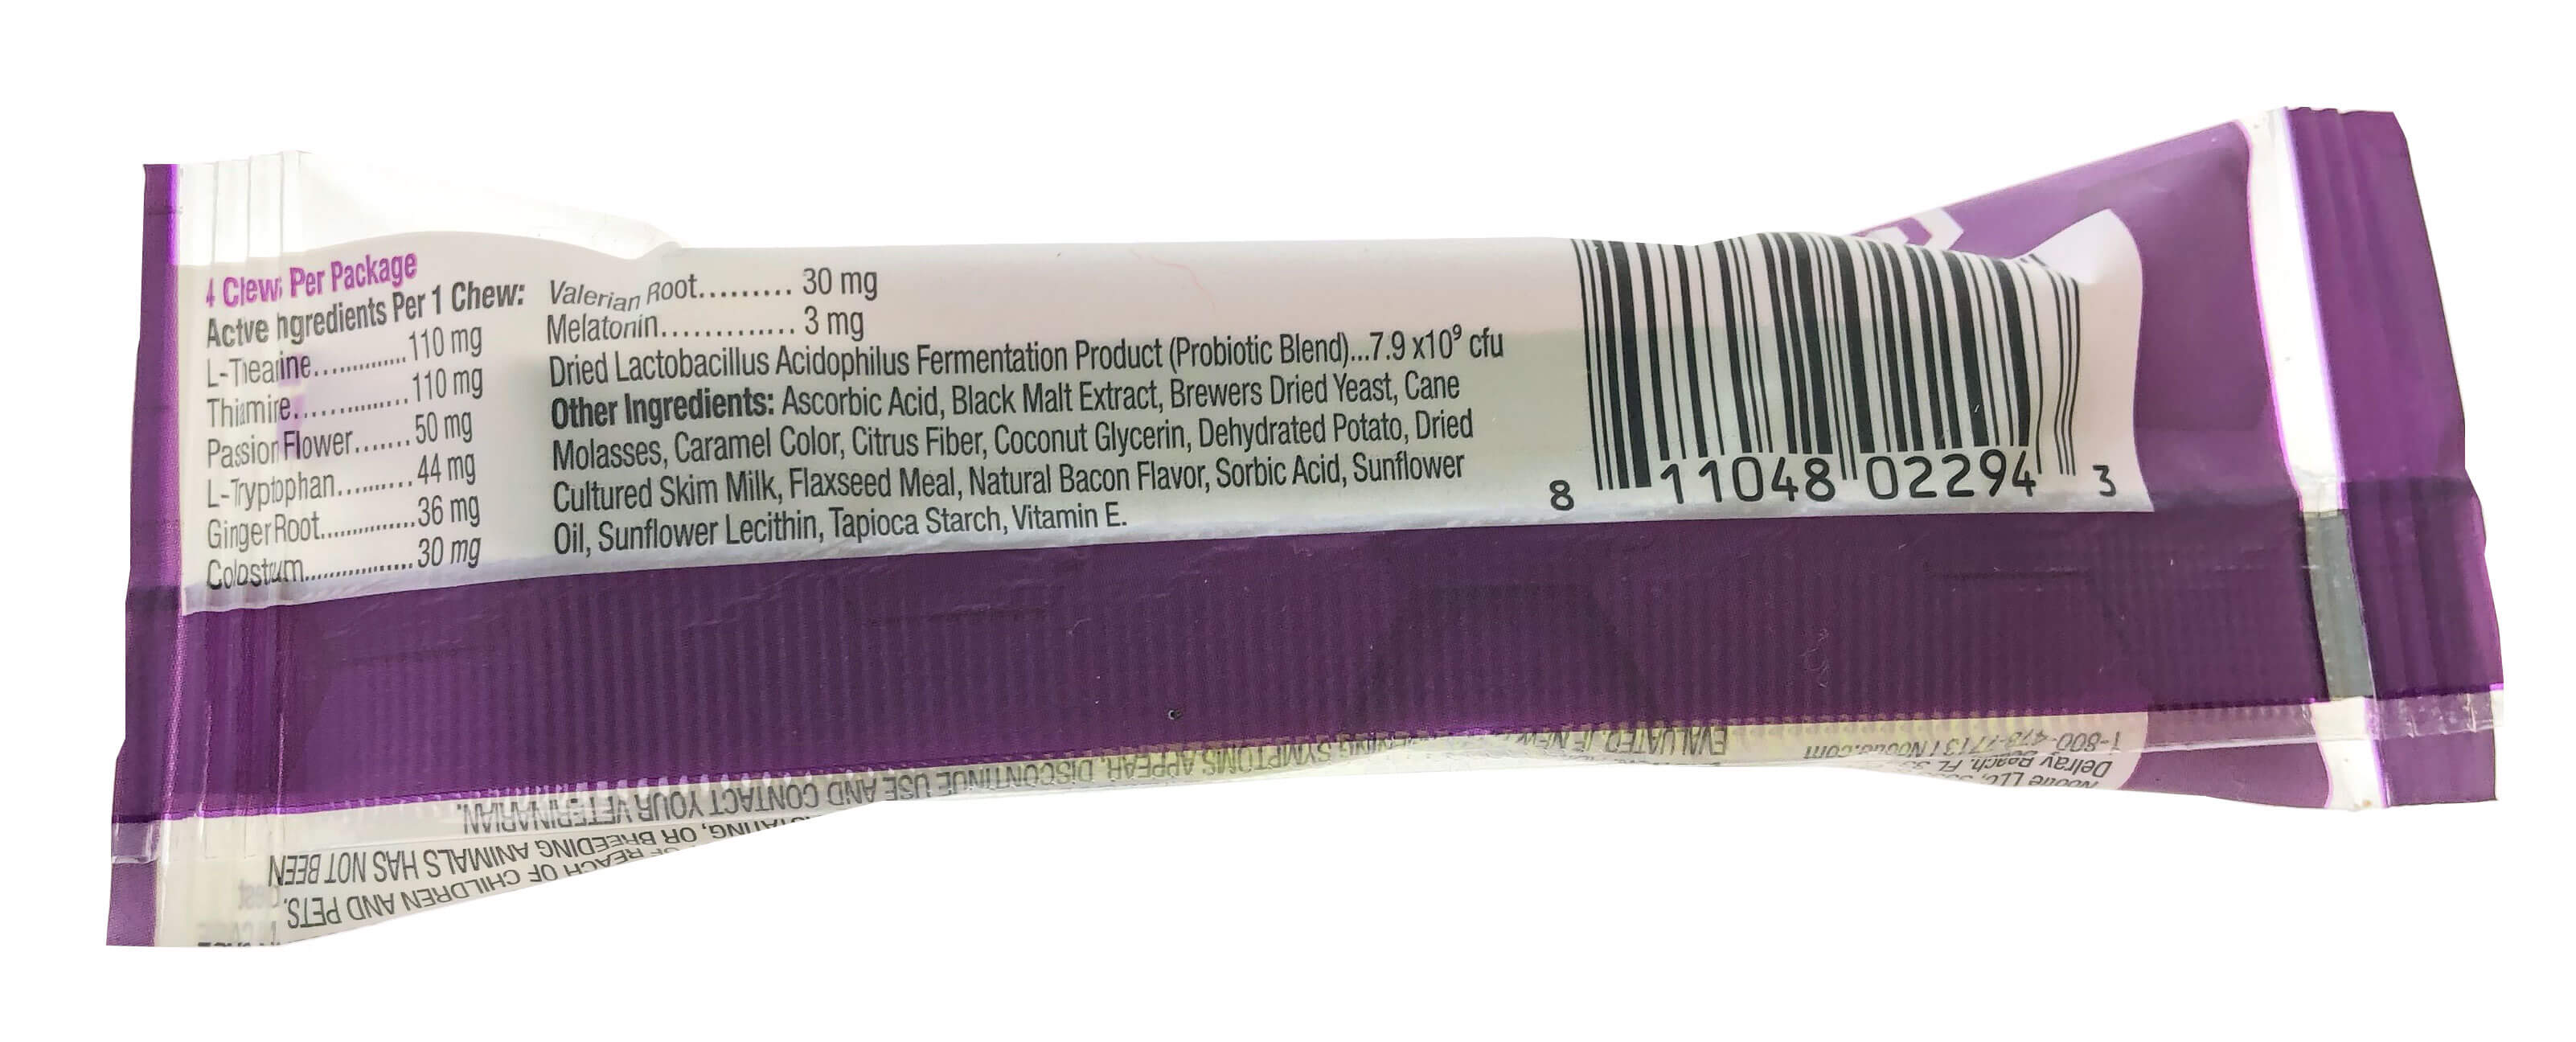 4 Chews Per Package
Active Ingredients Per 1 Chew:
L-Theanine............. 110 mg
Thiamine............... 110 mg
Passion Flower....... 50 mg
L-Tryptophan.......... 44 mg
Ginger Root..............36 mg
Colostrum................. 30 mg
Valerian Root......... 30 mg
Melatonin............. 3 mg
Dried Lactobacillus Acidophilus Fermentation Product (Probiotic Blend)...7.9 x10⁹ cfu
Other Ingredients: Ascorbic Acid, Black Malt Extract, Brewers Dried Yeast, Cane
Molasses, Caramel Color, Citrus Fiber, Coconut Glycerin, Dehydrated Potato, Dried
Cultured Skim Milk, Flaxseed Meal, Natural Bacon Flavor, Sorbic Acid, Sunflower
Oil, Sunflower Lecithin, Tapioca Starch, Vitamin E.
8 11048 02294 3
REACH OF CHILDREN AND PETS.
OR BREEDING ANIMALS HAS NOT BEEN
EVALUATED. IF NEW SYMPTOMS APPEAR, DISCONTINUE USE AND CONTACT YOUR VETERINARIAN.
Delray Beach, FL
1-800-